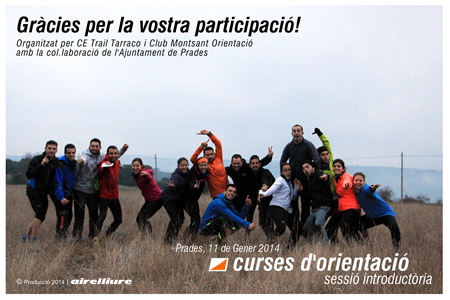 Gràcies per la vostra participació!
Organitzat per CE Trail Tarraco i Club Montsant Orientació
amb la col.laboració de l'Ajuntament de Prades
Prades, 11 de Gener 2014
curses d'orientació
sessió introductòria
© Producció 2014 | airelliure